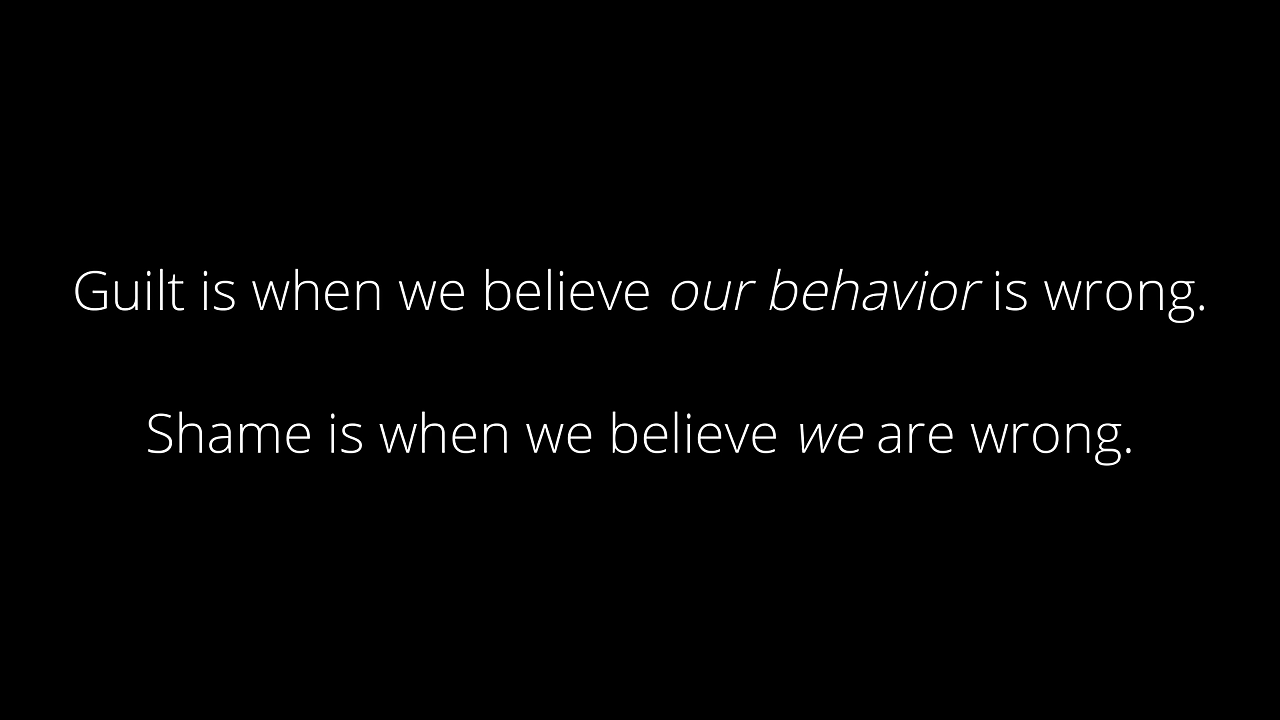 Guilt is when we believe our behavior is wrong.
Shame is when we believe we are wrong.